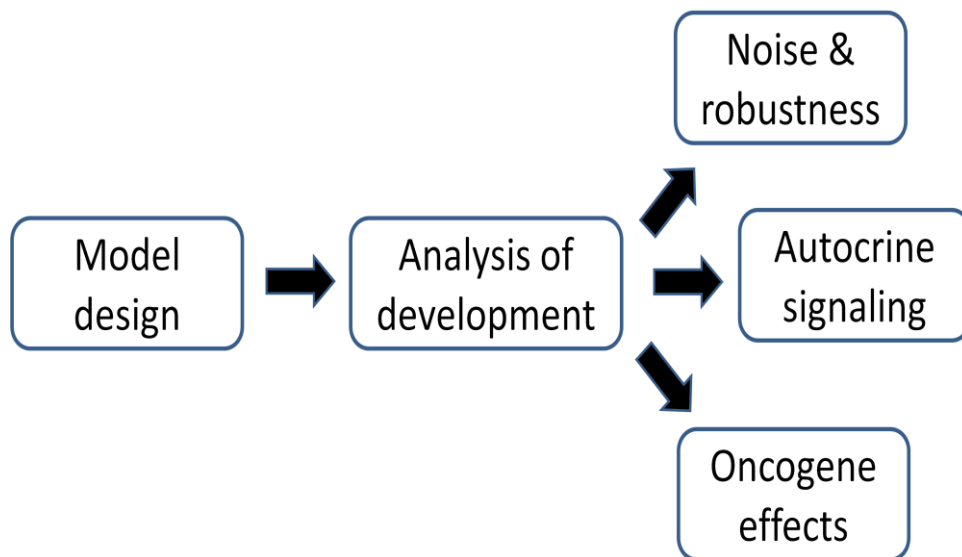 Model
design
Analysis of
development
Noise &
robustness
Autocrine
signaling
Oncogene
effects